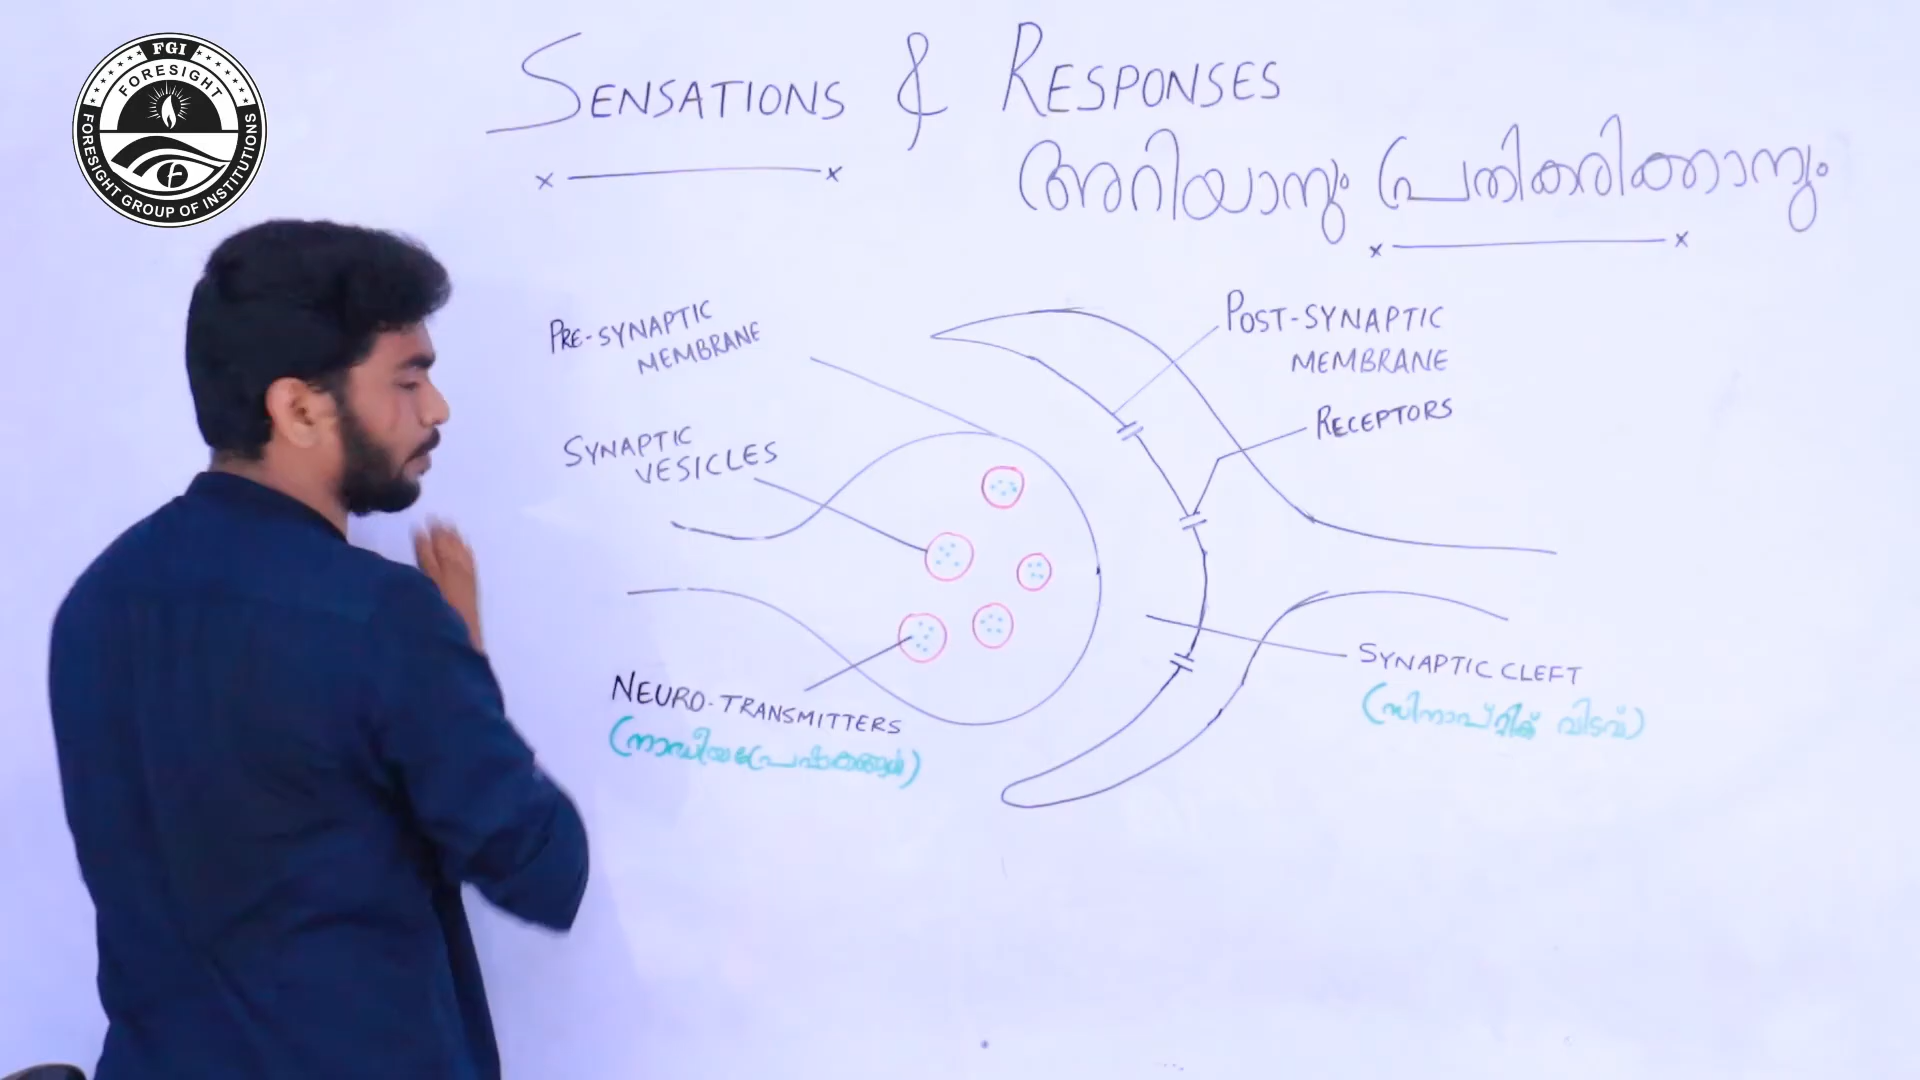 FGI
FORESIGHT
FORESIGHT GROUP OF INSTITUTIONS
SENSATIONS & RESPONSES
അറിയാനും പ്രതികരിക്കാനും
PRE-SYNAPTIC
MEMBRANE
SYNAPTIC
VESICLES
NEURO-TRANSMITTERS
(നാഡീയപ്രേഷകങ്ങൾ)
POST-SYNAPTIC
MEMBRANE
RECEPTORS
SYNAPTIC CLEFT
(സിനാപ്റ്റിക് വിടവ്)